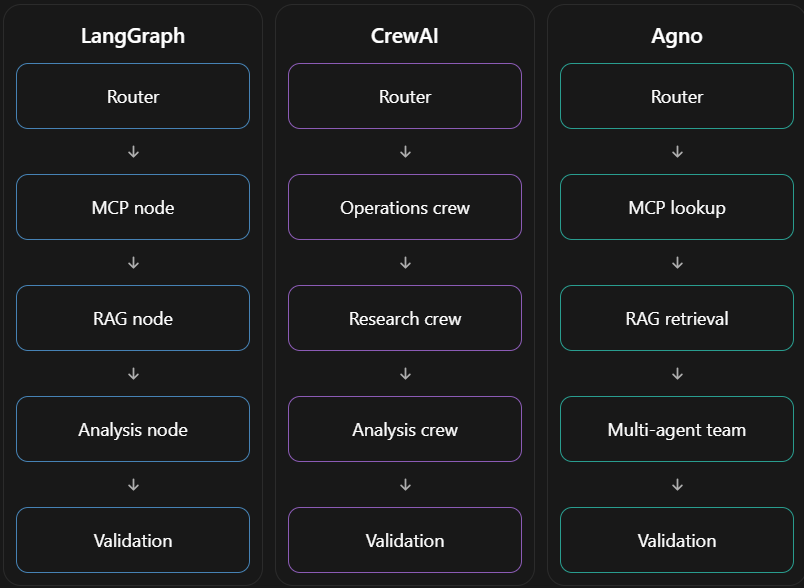 LangGraph
Router
↓
MCP node
↓
RAG node
↓
Analysis node
↓
Validation
CrewAI
Router
↓
Operations crew
↓
Research crew
↓
Analysis crew
↓
Validation
Agno
Router
↓
MCP lookup
↓
RAG retrieval
↓
Multi-agent team
↓
Validation